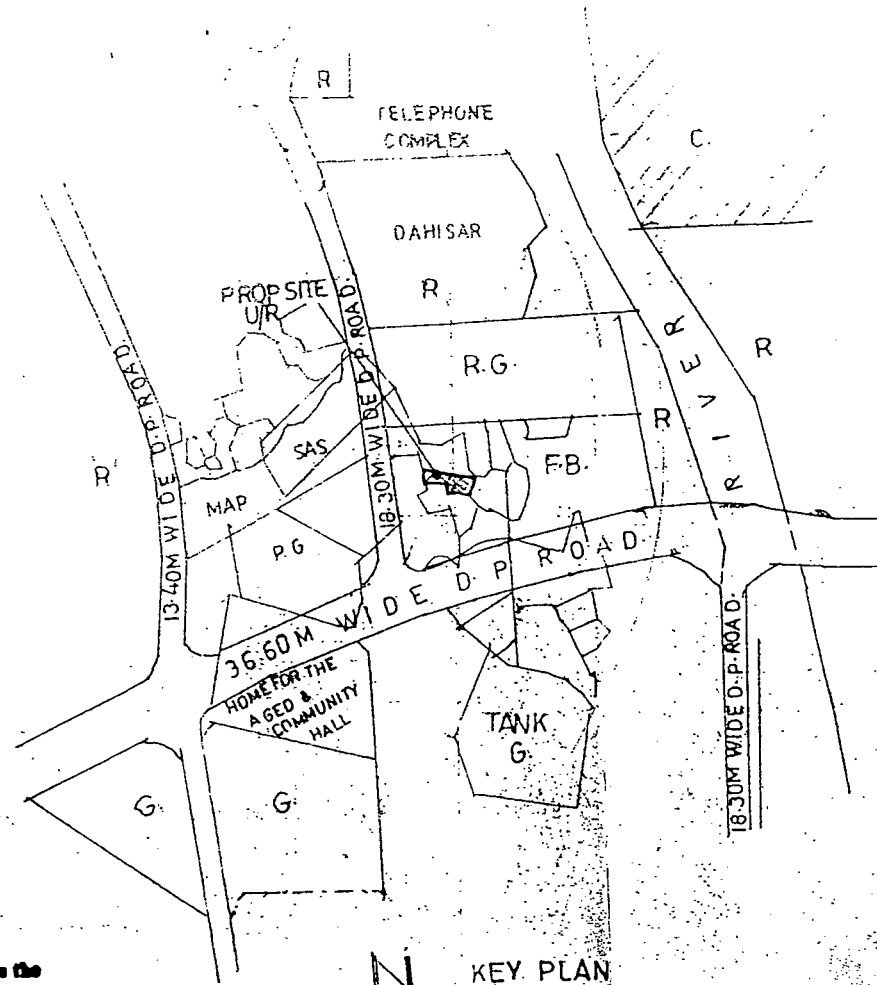 R
TELEPHONE
COMPLEX
C.
DAHISAR
PROP SITE
U/R
R
18.30M WIDE D.P. ROAD.
R.G.
R
RIVER
R
13.40M WIDE D.P. ROAD.
R
SAS
MAP
F.B.
P.G
36.60M WIDE D P ROAD
HOME FOR THE
AGED &
COMMUNITY
HALL
TANK
G.
18.30M WIDE D.P. ROAD.
G.
G.
the
N
KEY PLAN